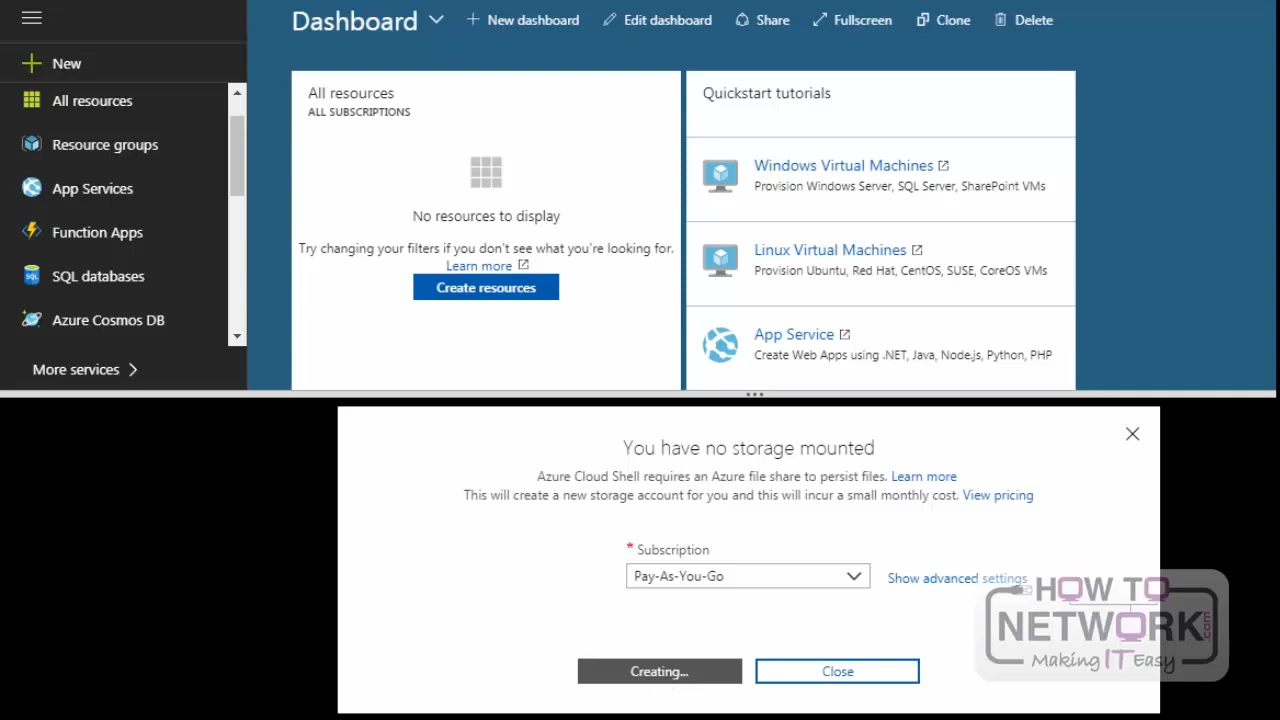 Dashboard
New dashboard
Edit dashboard
Share
Fullscreen
Clone
Delete
New
All resources
Resource groups
App Services
Function Apps
SQL databases
Azure Cosmos DB
More services
All resources
ALL SUBSCRIPTIONS
No resources to display
Try changing your filters if you don't see what you're looking for.
Learn more
Create resources
Quickstart tutorials
Windows Virtual Machines
Provision Windows Server, SQL Server, SharePoint VMs
Linux Virtual Machines
Provision Ubuntu, Red Hat, CentOS, SUSE, CoreOS VMs
App Service
Create Web Apps using .NET, Java, Node.js, Python, PHP
You have no storage mounted
Azure Cloud Shell requires an Azure file share to persist files. Learn more
This will create a new storage account for you and this will incur a small monthly cost. View pricing
* Subscription
Pay-As-You-Go
Show advanced settings
Creating...
Close
HOW TO
NETWORK.com
Making IT Easy